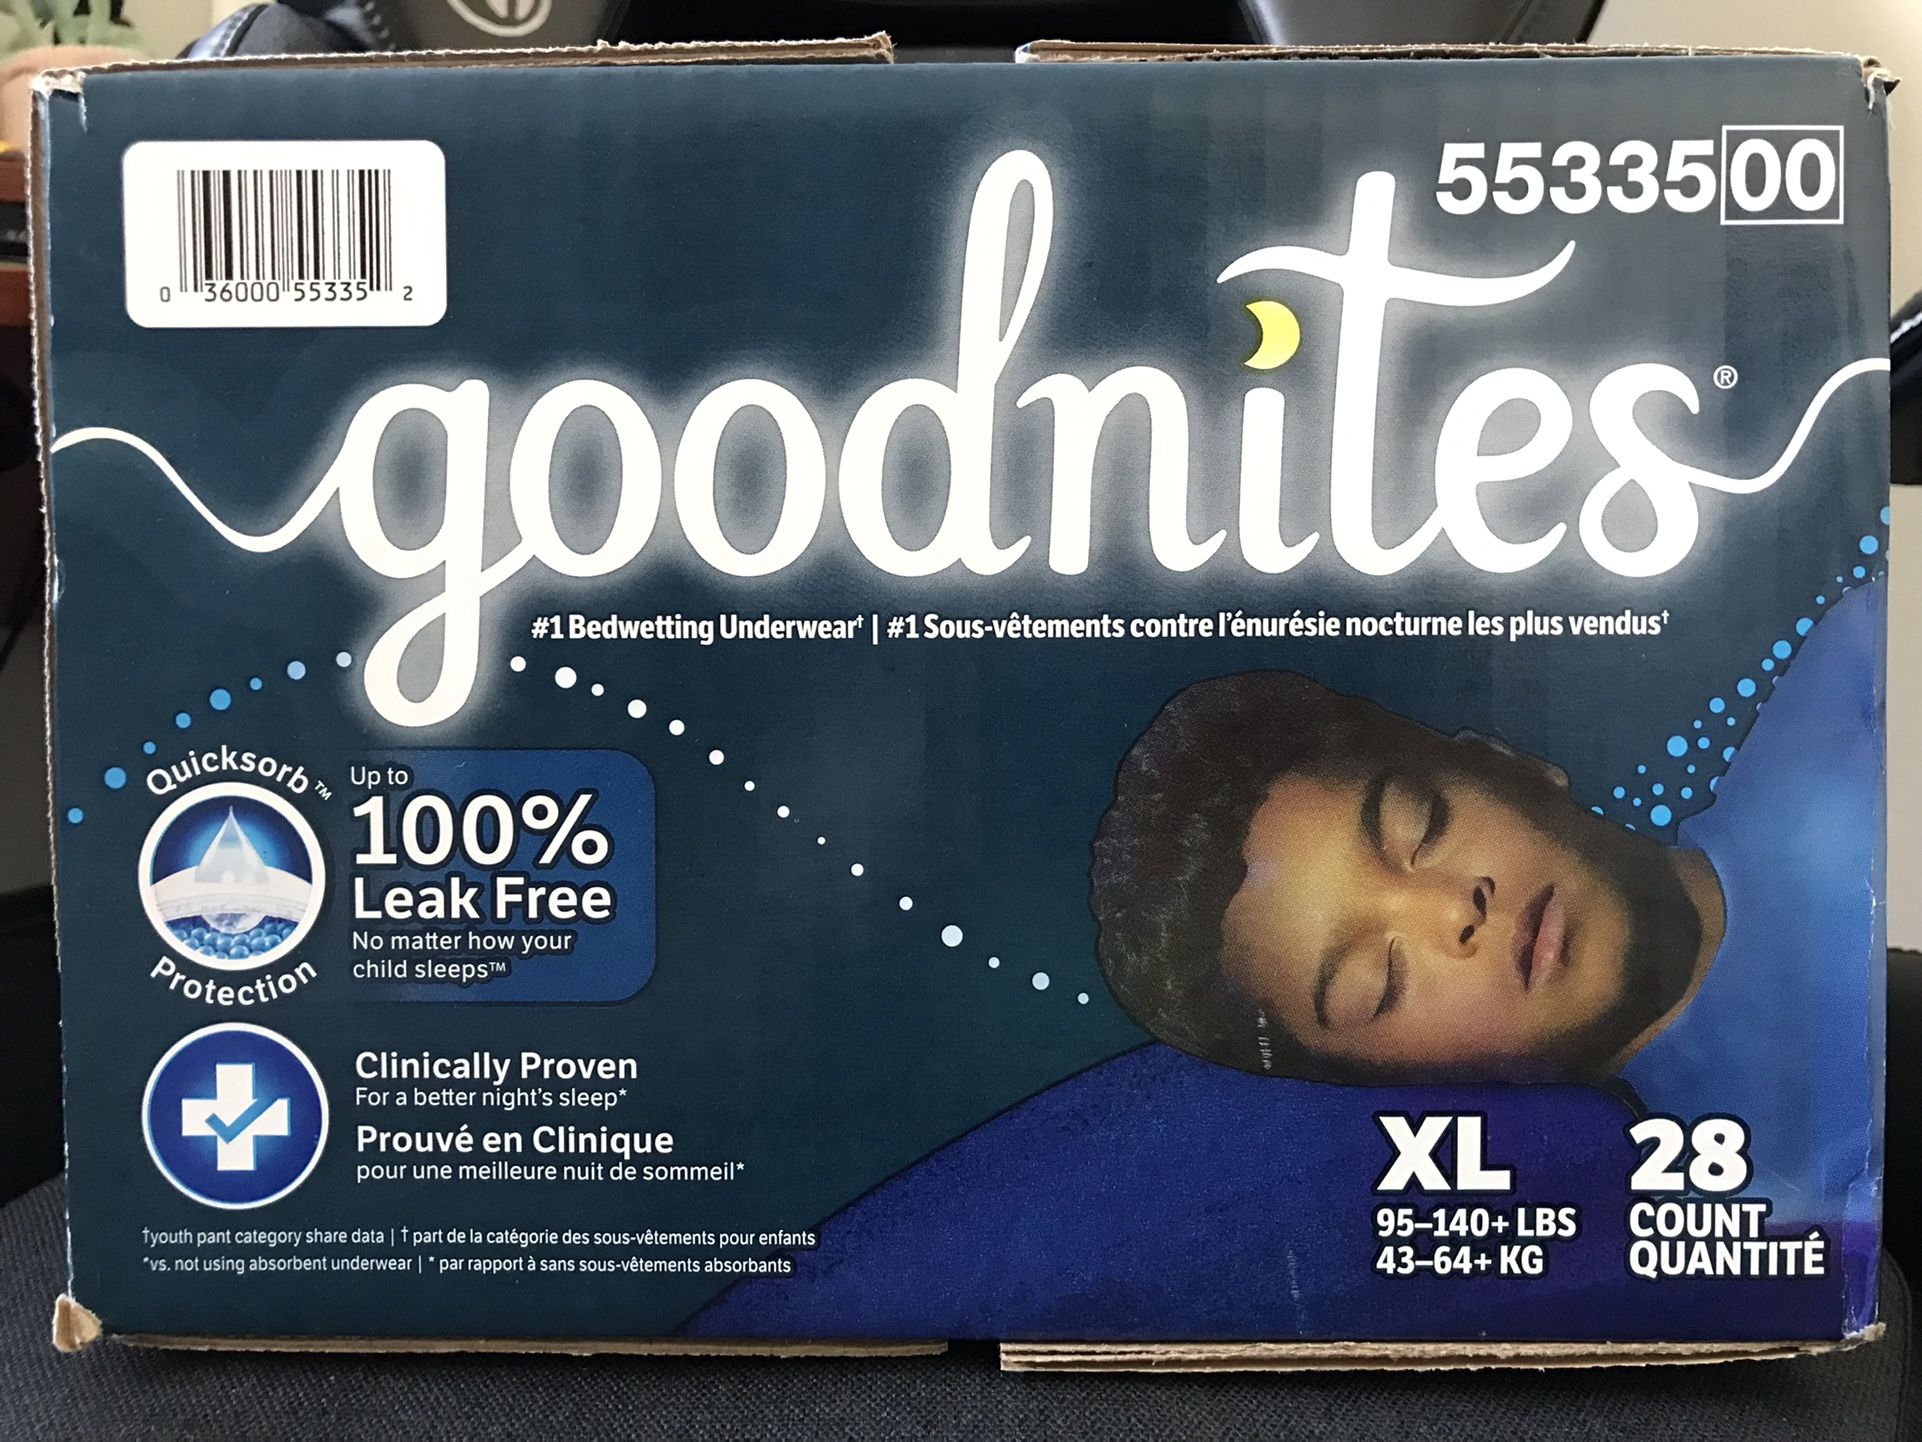 0 36000 55335 2
55335 00
goodnites®
#1 Bedwetting Underwear† | #1 Sous-vêtements contre l'énurésie nocturne les plus vendus†
Quicksorb™
Protection
Up to
100%
Leak Free
No matter how your
child sleeps™
Clinically Proven
For a better night's sleep*
Prouvé en Clinique
pour une meilleure nuit de sommeil*
†youth pant category share data | † part de la catégorie des sous-vêtements pour enfants
*vs. not using absorbent underwear | * par rapport à sans sous-vêtements absorbants
XL
95–140+ LBS
43–64+ KG
28
COUNT
QUANTITÉ